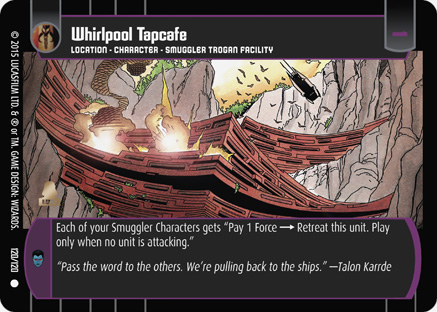 Whirlpool Tapcafe
LOCATION - CHARACTER - SMUGGLER TROGAN FACILITY
Each of your Smuggler Characters gets “Pay 1 Force → Retreat this unit. Play
only when no unit is attacking.”
“Pass the word to the others. We’re pulling back to the ships.” —Talon Karrde
© 2015 LUCASFILM LTD. & ® or TM. GAME DESIGN: WIZARDS.
120/120